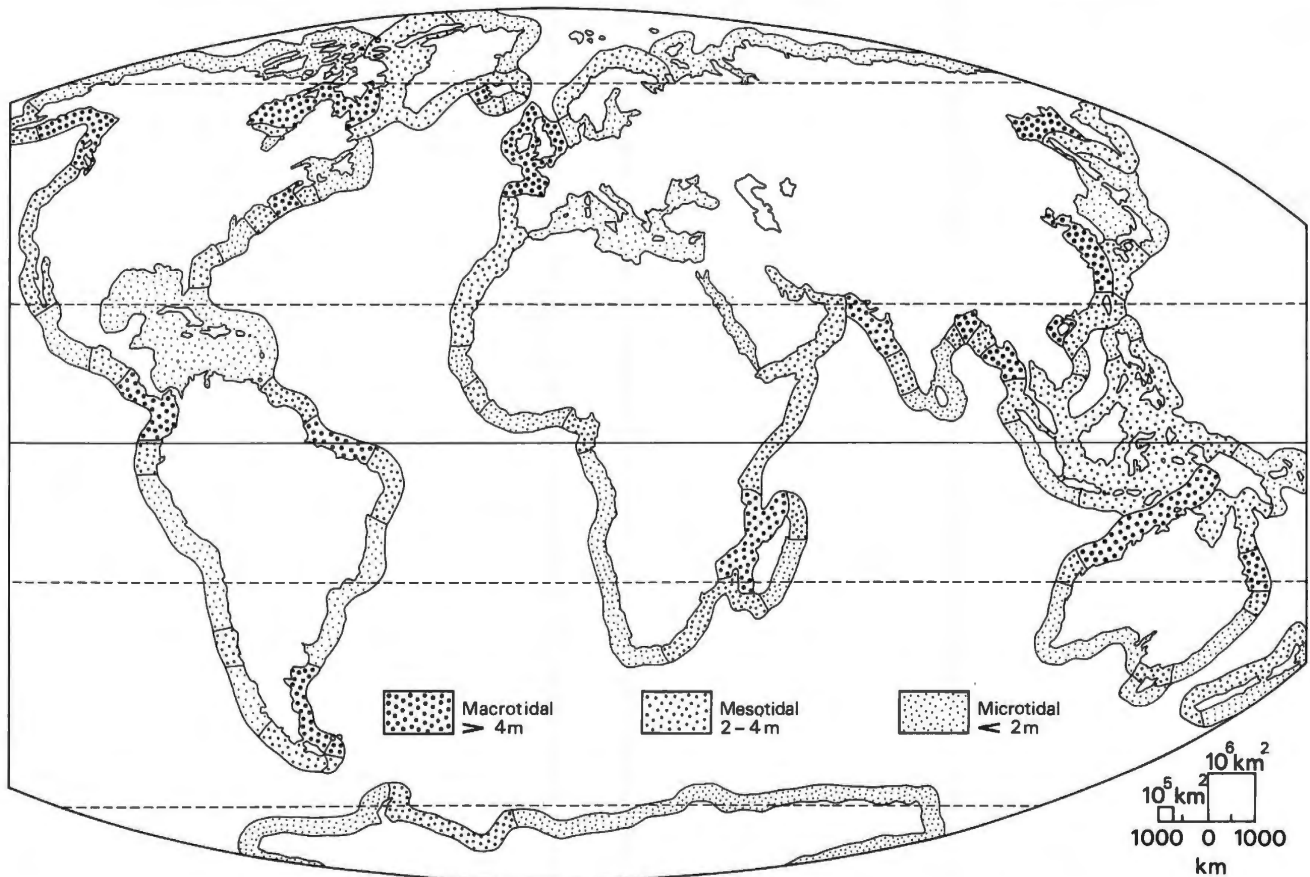 Macrotidal
> 4m
Mesotidal
2-4m
Microtidal
< 2m
10⁶km²
10⁵km²
1000 0 1000
km